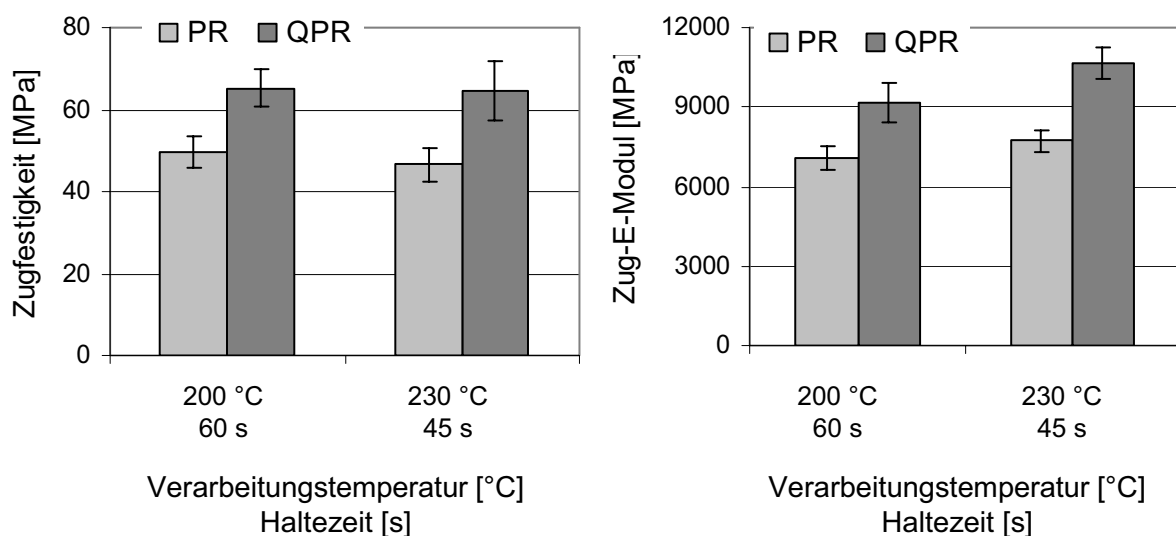 PR QPR
Zugfestigkeit [MPa]
80
60
40
20
0
200 °C
60 s
230 °C
45 s
Verarbeitungstemperatur [°C]
Haltezeit [s]
PR QPR
Zug-E-Modul [MPa]
12000
9000
6000
3000
0
200 °C
60 s
230 °C
45 s
Verarbeitungstemperatur [°C]
Haltezeit [s]